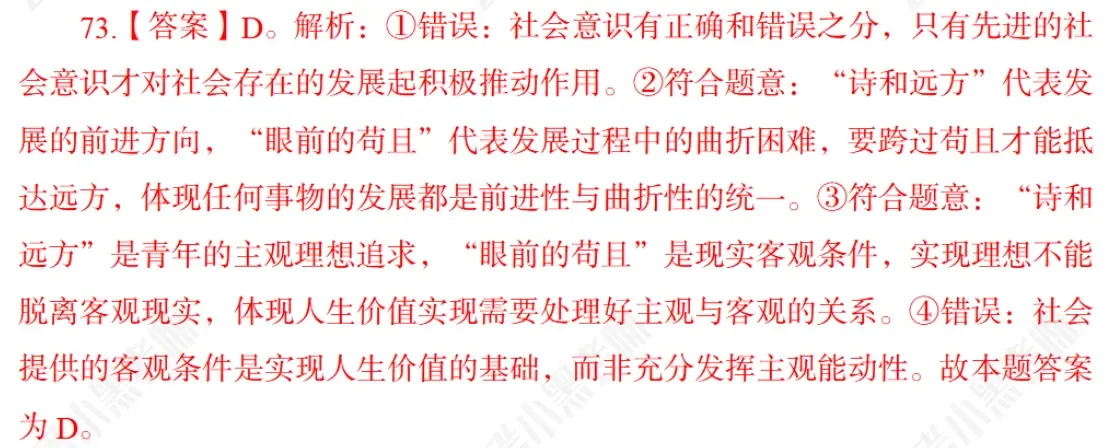 73.【答案】D。解析：①错误：社会意识有正确和错误之分，只有先进的社
会意识才对社会存在的发展起积极推动作用。②符合题意：“诗和远方”代表发
展的前进方向，“眼前的苟且”代表发展过程中的曲折困难，要跨过苟且才能抵
达远方，体现任何事物的发展都是前进性与曲折性的统一。③符合题意：“诗和
远方”是青年的主观理想追求，“眼前的苟且”是现实客观条件，实现理想不能
脱离客观现实，体现人生价值实现需要处理好主观与客观的关系。④错误：社会
提供的客观条件是实现人生价值的基础，而非充分发挥主观能动性。故本题答案
为 D。